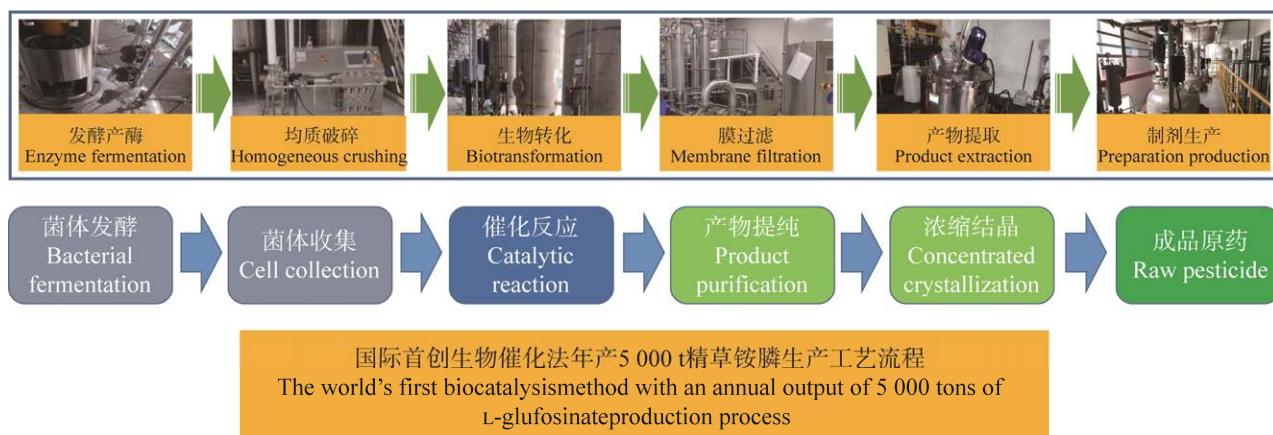 发酵产酶
Enzyme fermentation
均质破碎
Homogeneous crushing
生物转化
Biotransformation
膜过滤
Membrane filtration
产物提取
Product extraction
制剂生产
Preparation production
菌体发酵
Bacterial
fermentation
菌体收集
Cell collection
催化反应
Catalytic
reaction
产物提纯
Product
purification
浓缩结晶
Concentrated
crystallization
成品原药
Raw pesticide
国际首创生物催化法年产5 000 t精草铵膦生产工艺流程
The world's first biocatalysismethod with an annual output of 5 000 tons of
L-glufosinateproduction process